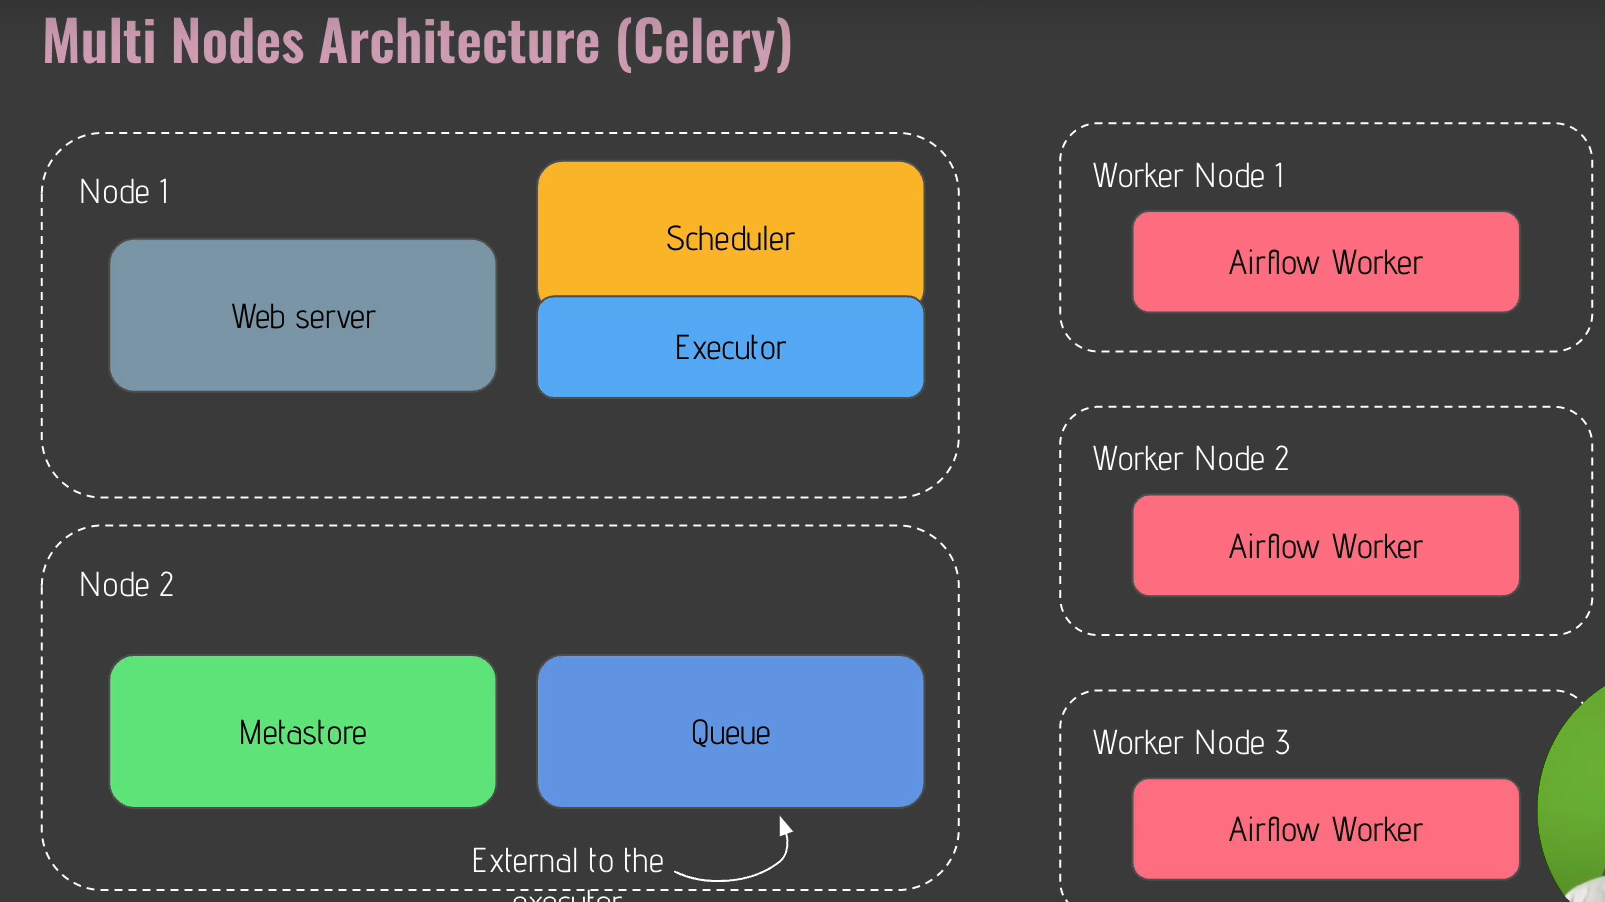 Multi Nodes Architecture (Celery)
Node 1
Web server
Scheduler
Executor
Node 2
Metastore
Queue
External to the
executor
Worker Node 1
Airflow Worker
Worker Node 2
Airflow Worker
Worker Node 3
Airflow Worker